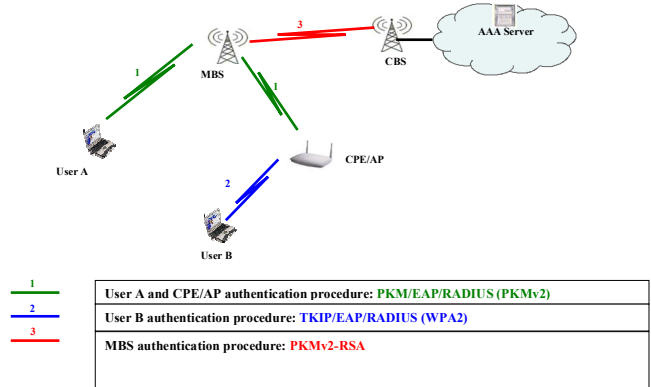 3
AAA Server
CBS
MBS
1
1
User A
CPE/AP
2
User B
1
User A and CPE/AP authentication procedure: PKM/EAP/RADIUS (PKMv2)
2
User B authentication procedure: TKIP/EAP/RADIUS (WPA2)
3
MBS authentication procedure: PKMv2-RSA